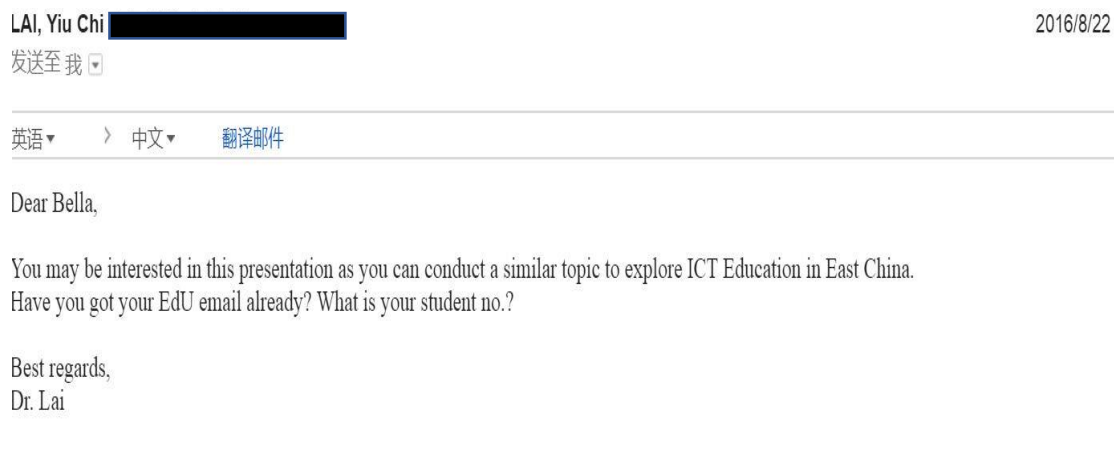 LAI, Yiu Chi
2016/8/22
发送至 我
英语 > 中文 翻译邮件
Dear Bella,
You may be interested in this presentation as you can conduct a similar topic to explore ICT Education in East China.
Have you got your EdU email already? What is your student no.?
Best regards,
Dr. Lai